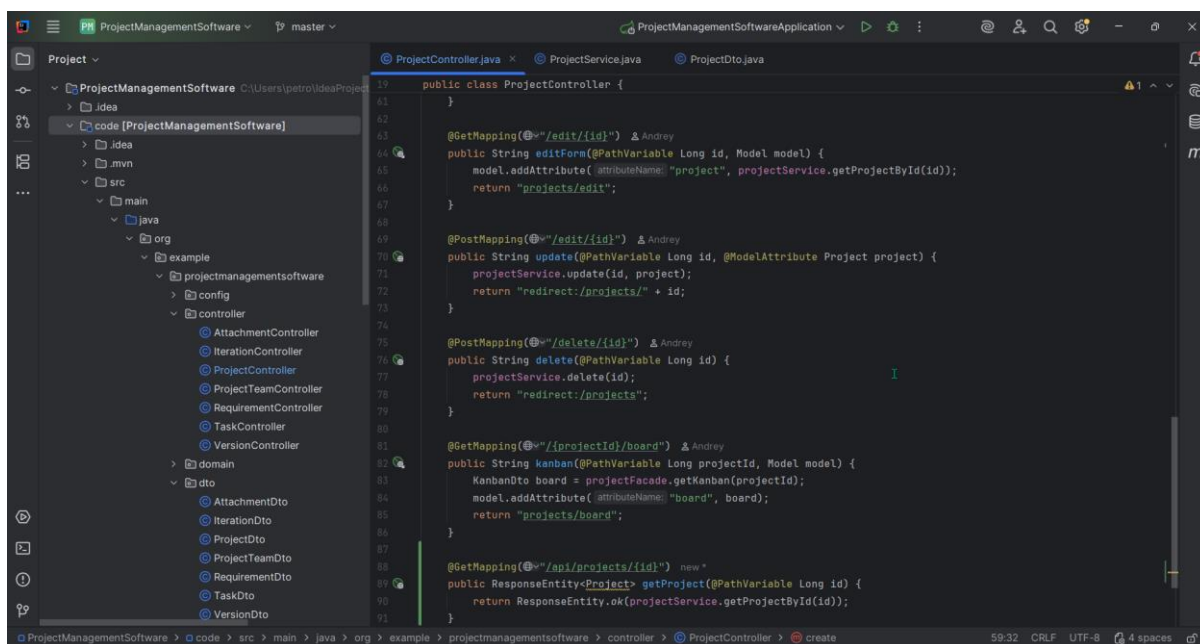 PM ProjectManagementSoftware master ProjectManagementSoftwareApplication
Project
ProjectController.java ProjectService.java ProjectDto.java
ProjectManagementSoftware C:\Users\petro\IdeaProject
.idea
code [ProjectManagementSoftware]
.idea
.mvn
src
main
java
org
example
projectmanagementsoftware
config
controller
AttachmentController
IterationController
ProjectController
ProjectTeamController
RequirementController
TaskController
VersionController
domain
dto
AttachmentDto
IterationDto
ProjectDto
ProjectTeamDto
RequirementDto
TaskDto
VersionDto
19 public class ProjectController { 1
61 }
62
63 @GetMapping("/edit/{id}") Andrey
64 public String editForm(@PathVariable Long id, Model model) {
65 model.addAttribute( attributeName: "project", projectService.getProjectById(id));
66 return "projects/edit";
67 }
68
69 @PostMapping("/edit/{id}") Andrey
70 public String update(@PathVariable Long id, @ModelAttribute Project project) {
71 projectService.update(id, project);
72 return "redirect:/projects/" + id;
73 }
74
75 @PostMapping("/delete/{id}") Andrey
76 public String delete(@PathVariable Long id) {
77 projectService.delete(id);
78 return "redirect:/projects";
79 }
80
81 @GetMapping("/{projectId}/board") Andrey
82 public String kanban(@PathVariable Long projectId, Model model) {
83 KanbanDto board = projectFacade.getKanban(projectId);
84 model.addAttribute( attributeName: "board", board);
85 return "projects/board";
86 }
87
88 @GetMapping("/api/projects/{id}") new *
89 public ResponseEntity<Project> getProject(@PathVariable Long id) {
90 return ResponseEntity.ok(projectService.getProjectById(id));
91 }
ProjectManagementSoftware > code > src > main > java > org > example > projectmanagementsoftware > controller > ProjectController > create 59:32 CRLF UTF-8 4 spaces